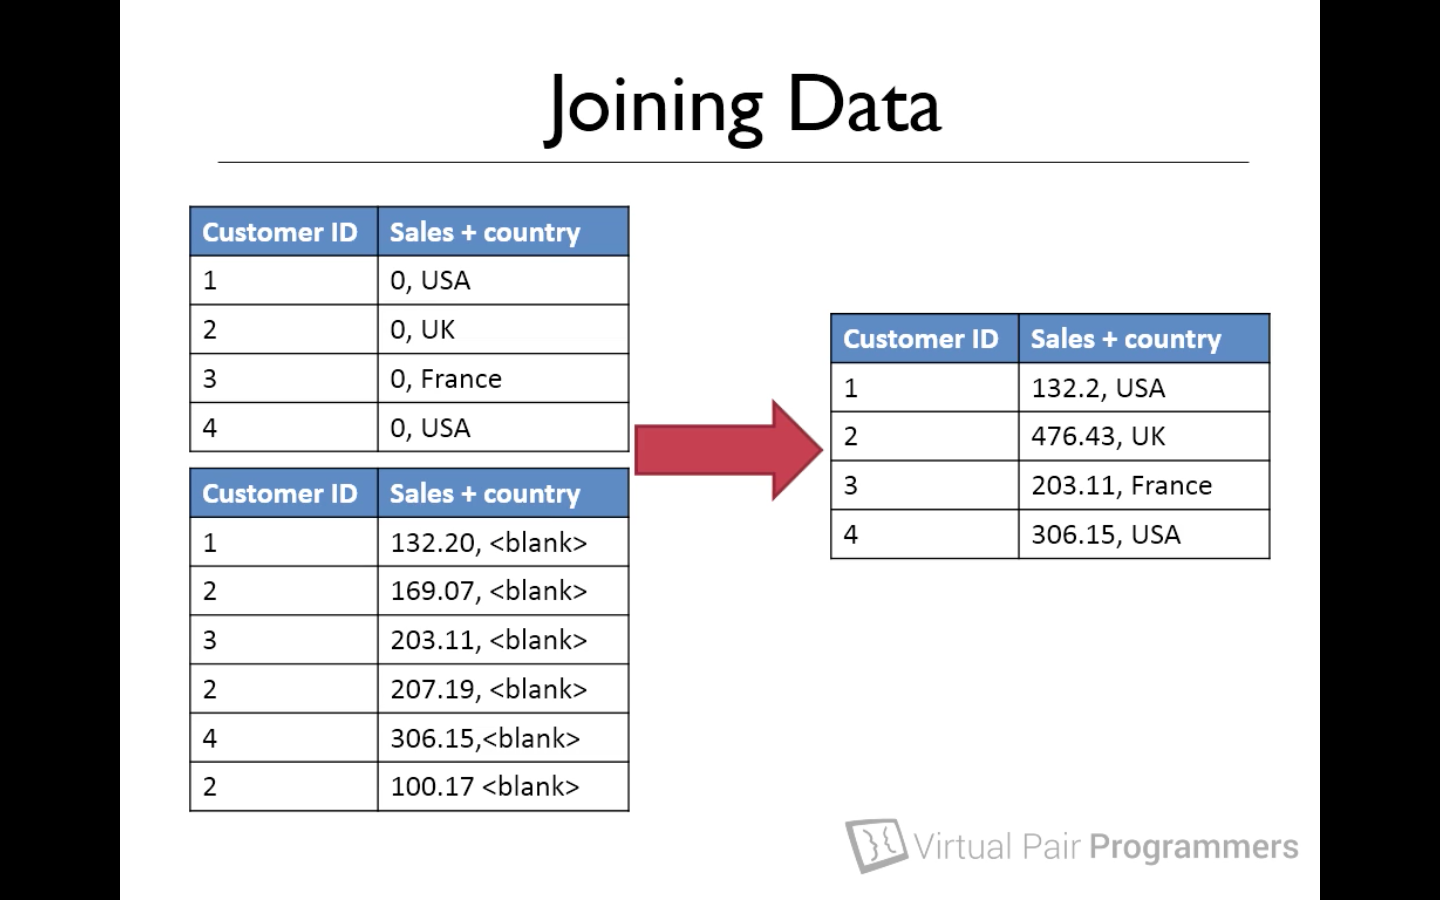 Joining Data
Customer ID Sales + country
1 0, USA
2 0, UK
3 0, France
4 0, USA
Customer ID Sales + country
1 132.20, <blank>
2 169.07, <blank>
3 203.11, <blank>
2 207.19, <blank>
4 306.15,<blank>
2 100.17 <blank>
Customer ID Sales + country
1 132.2, USA
2 476.43, UK
3 203.11, France
4 306.15, USA
Virtual Pair Programmers